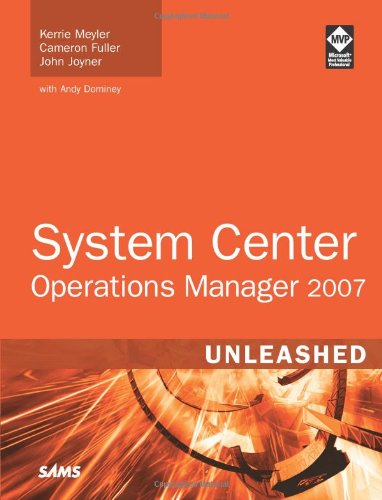 Kerrie Meyler
Cameron Fuller
John Joyner
with Andy Dominey
MVP
Microsoft®
Most Valuable
Professional
System Center
Operations Manager 2007
UNLEASHED
SAMS